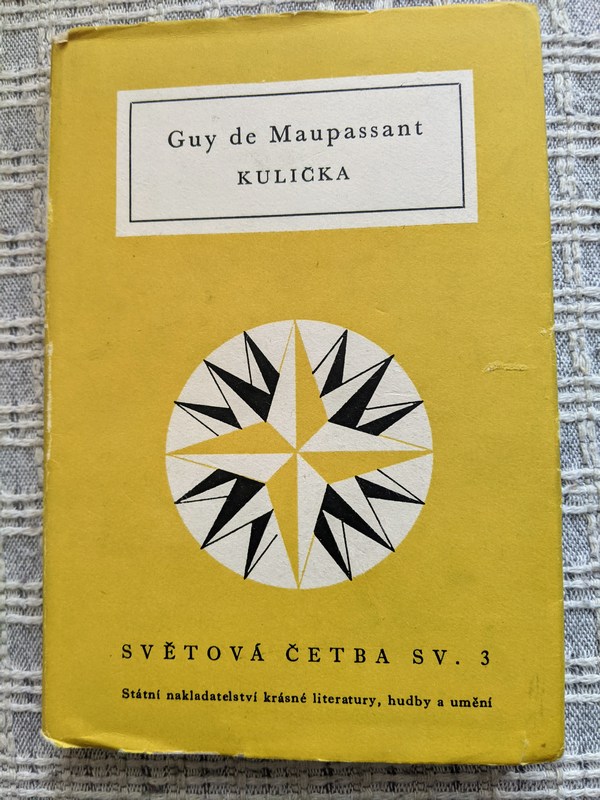 Guy de Maupassant
KULIČKA
SVĚTOVÁ ČETBA SV. 3
Státní nakladatelství krásné literatury, hudby a umění